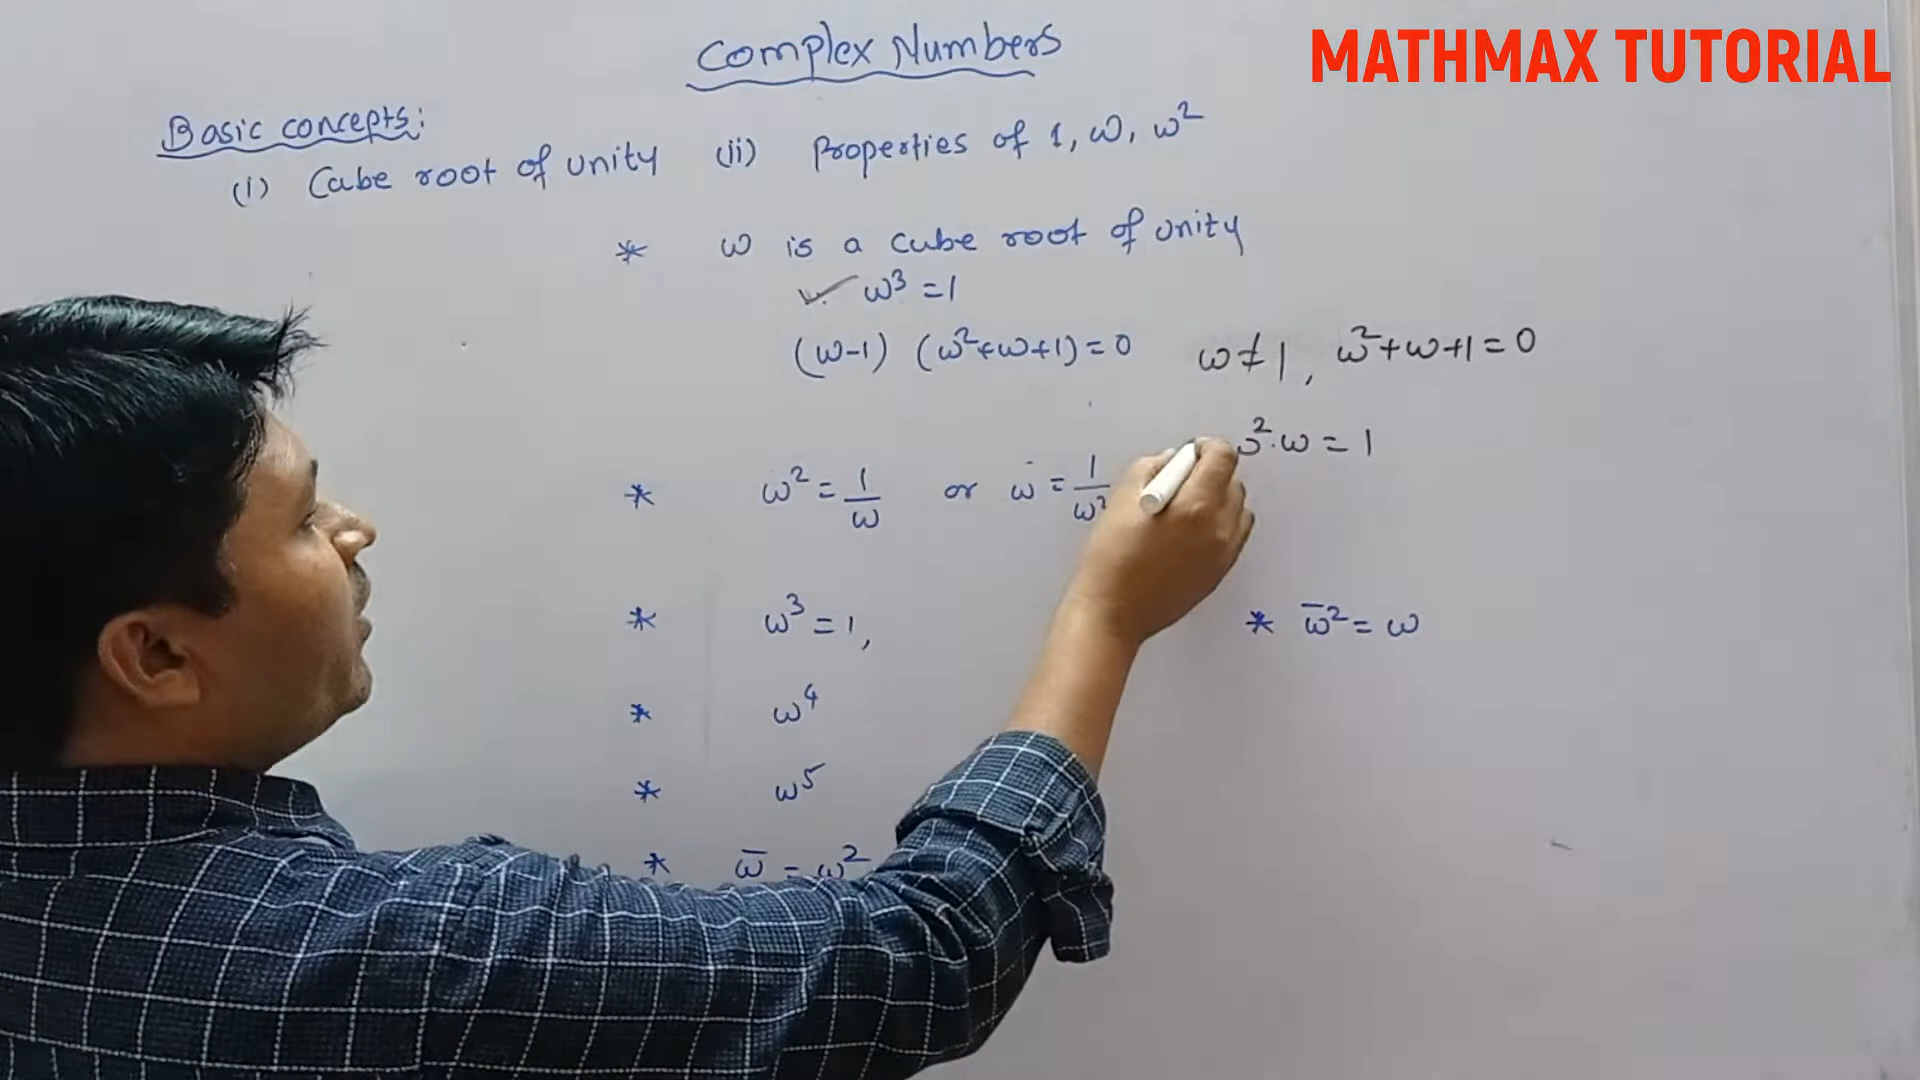 Complex Numbers
MATHMAX TUTORIAL
Basic concepts:
(i) Cube root of unity (ii) Properties of 1, ω, ω²
* ω is a cube root of unity
✓ ω³ = 1
(ω-1) (ω²+ω+1) = 0 ω ≠ 1, ω²+ω+1 = 0
ω²·ω = 1
* ω² = 1/ω or ω = 1/ω²
* ω³ = 1, * ω̄² = ω
* ω⁴
* ω⁵
* ω̄ = ω²